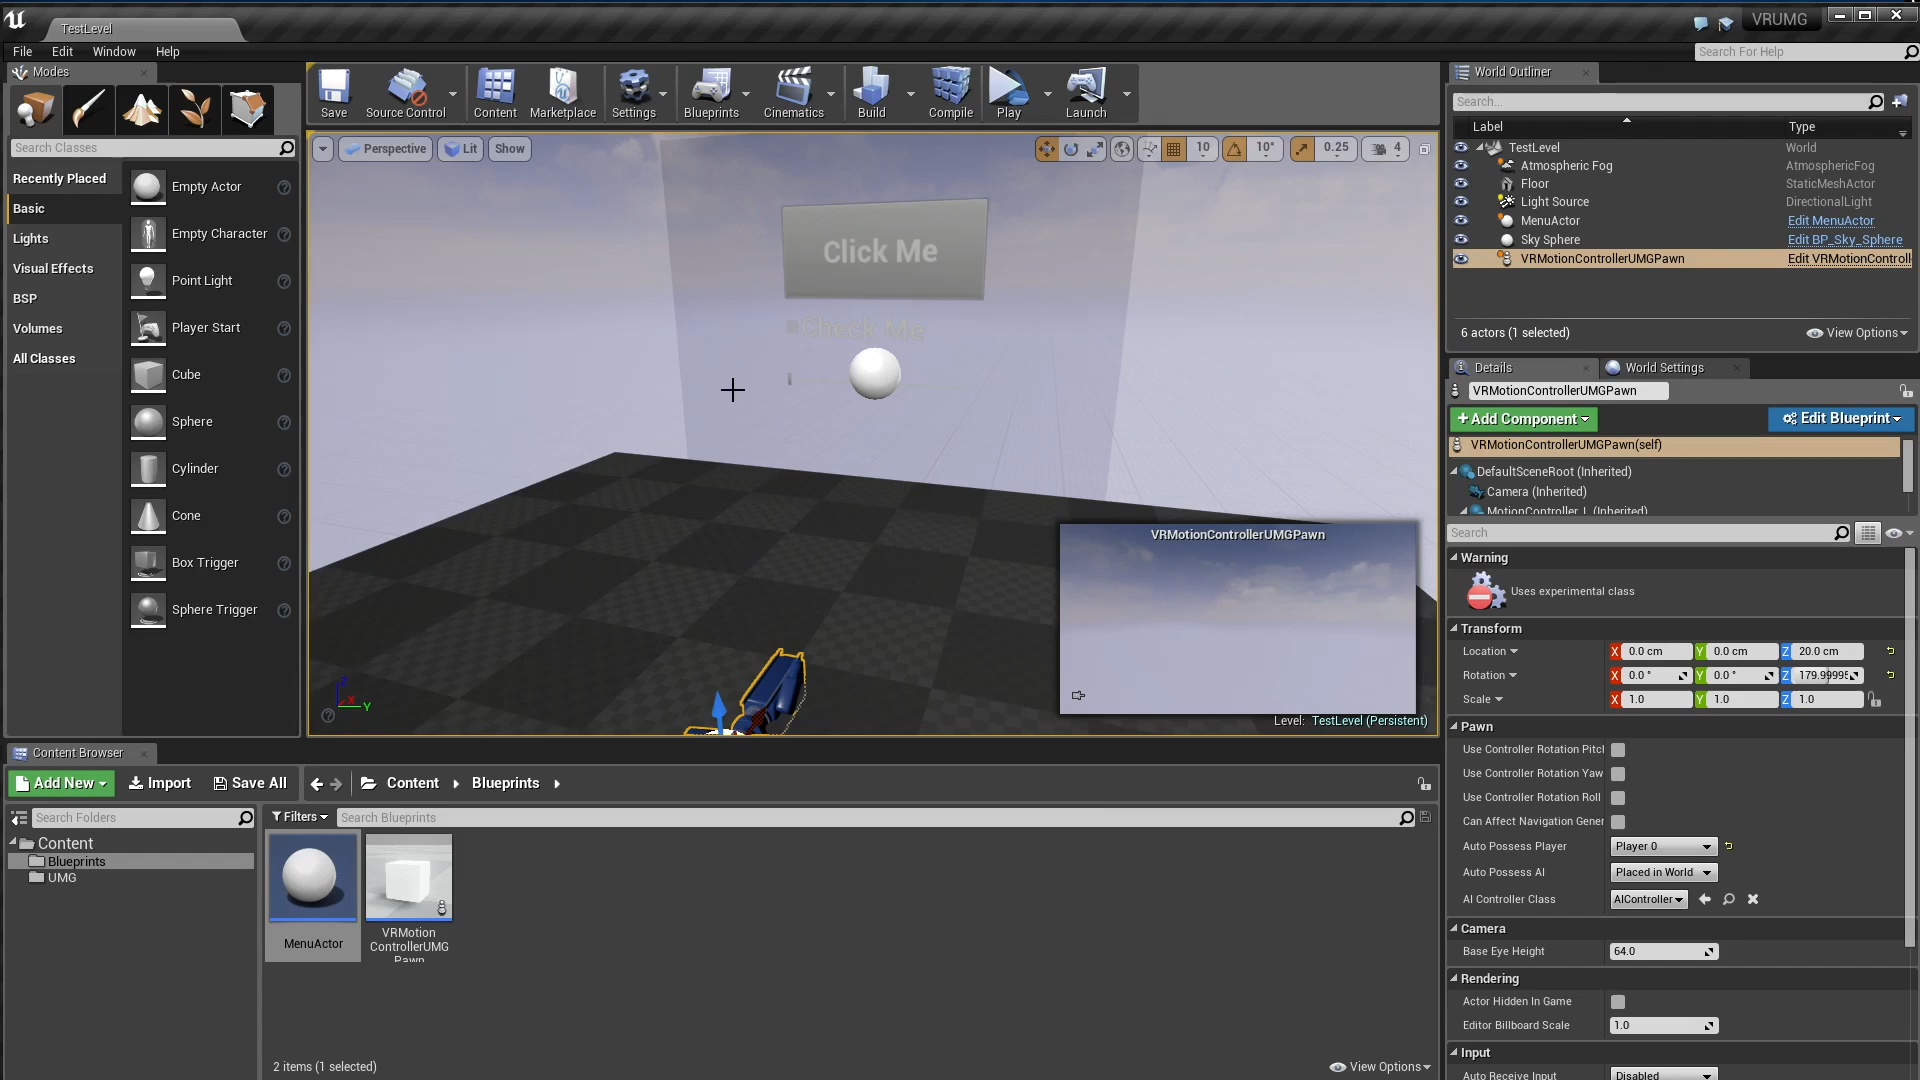 TestLevel
VRUMG
File Edit Window Help
Search For Help
Modes
Search Classes
Recently Placed
Basic
Lights
Visual Effects
BSP
Volumes
All Classes
Empty Actor
Empty Character
Point Light
Player Start
Cube
Sphere
Cylinder
Cone
Box Trigger
Sphere Trigger
Save Source Control Content Marketplace Settings Blueprints Cinematics Build Compile Play Launch
Perspective Lit Show 10 10° 0.25 4
Click Me
Check Me
VRMotionControllerUMGPawn
Z X Y
Level: TestLevel (Persistent)
World Outliner
Search...
Label Type
TestLevel World
Atmospheric Fog AtmosphericFog
Floor StaticMeshActor
Light Source DirectionalLight
MenuActor Edit MenuActor
Sky Sphere Edit BP_Sky_Sphere
VRMotionControllerUMGPawn Edit VRMotionControll
6 actors (1 selected) View Options
Details World Settings
VRMotionControllerUMGPawn
+Add Component Edit Blueprint
VRMotionControllerUMGPawn(self)
DefaultSceneRoot (Inherited)
Camera (Inherited)
MotionController_L (Inherited)
Search
Warning
Uses experimental class
Transform
Location X 0.0 cm Y 0.0 cm Z 20.0 cm
Rotation X 0.0 ° Y 0.0 ° Z 179.99995
Scale X 1.0 Y 1.0 Z 1.0
Pawn
Use Controller Rotation Pitcl
Use Controller Rotation Yaw
Use Controller Rotation Roll
Can Affect Navigation Gener
Auto Possess Player Player 0
Auto Possess AI Placed in World
AI Controller Class AIController
Camera
Base Eye Height 64.0
Rendering
Actor Hidden In Game
Editor Billboard Scale 1.0
Input
Auto Receive Input Disabled
Content Browser
Add New Import Save All Content Blueprints
Search Folders
Filters Search Blueprints
Content
Blueprints
UMG
MenuActor
VRMotion
ControllerUMG
Pawn
2 items (1 selected) View Options